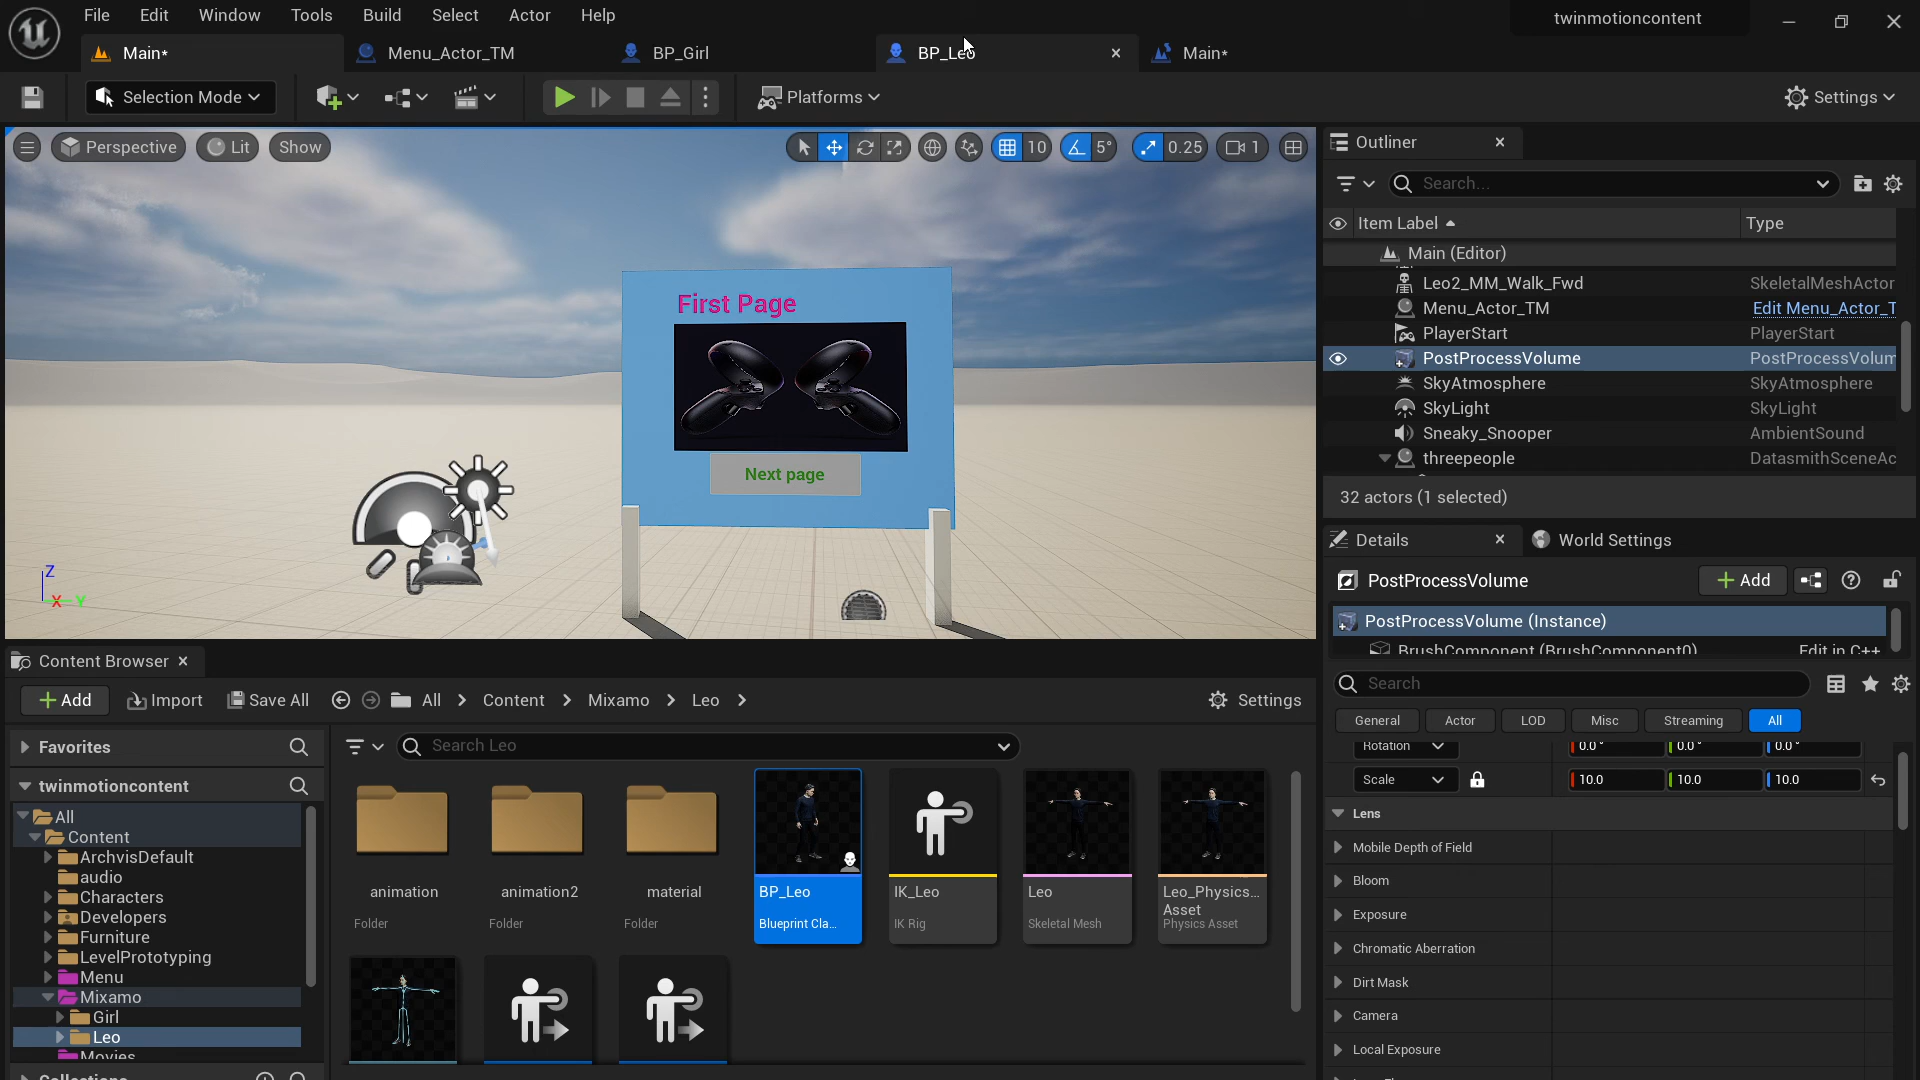 File Edit Window Tools Build Select Actor Help
twinmotioncontent
Main*
Menu_Actor_TM
BP_Girl
BP_Leo
Main*
Selection Mode
Platforms
Settings
Perspective
Lit
Show
10
5°
0.25
1
First Page
Next page
Z
X
Y
Outliner
Search...
Item Label
Type
Main (Editor)
Leo2_MM_Walk_Fwd SkeletalMeshActor
Menu_Actor_TM Edit Menu_Actor_T
PlayerStart PlayerStart
PostProcessVolume PostProcessVolum
SkyAtmosphere SkyAtmosphere
SkyLight SkyLight
Sneaky_Snooper AmbientSound
threepeople DatasmithSceneAc
32 actors (1 selected)
Details
World Settings
PostProcessVolume
Add
PostProcessVolume (Instance)
BrushComponent (BrushComponent0) Edit in C++
Search
General Actor LOD Misc Streaming All
Rotation 0.0° 0.0° 0.0°
Scale 10.0 10.0 10.0
Lens
Mobile Depth of Field
Bloom
Exposure
Chromatic Aberration
Dirt Mask
Camera
Local Exposure
Content Browser
Add
Import
Save All
All
Content
Mixamo
Leo
Settings
Favorites
twinmotioncontent
All
Content
ArchvisDefault
audio
Characters
Developers
Furniture
LevelPrototyping
Menu
Mixamo
Girl
Leo
Movies
Collections
Search Leo
animation
Folder
animation2
Folder
material
Folder
BP_Leo
Blueprint Cla...
IK_Leo
IK Rig
Leo
Skeletal Mesh
Leo_Physics...
Asset
Physics Asset